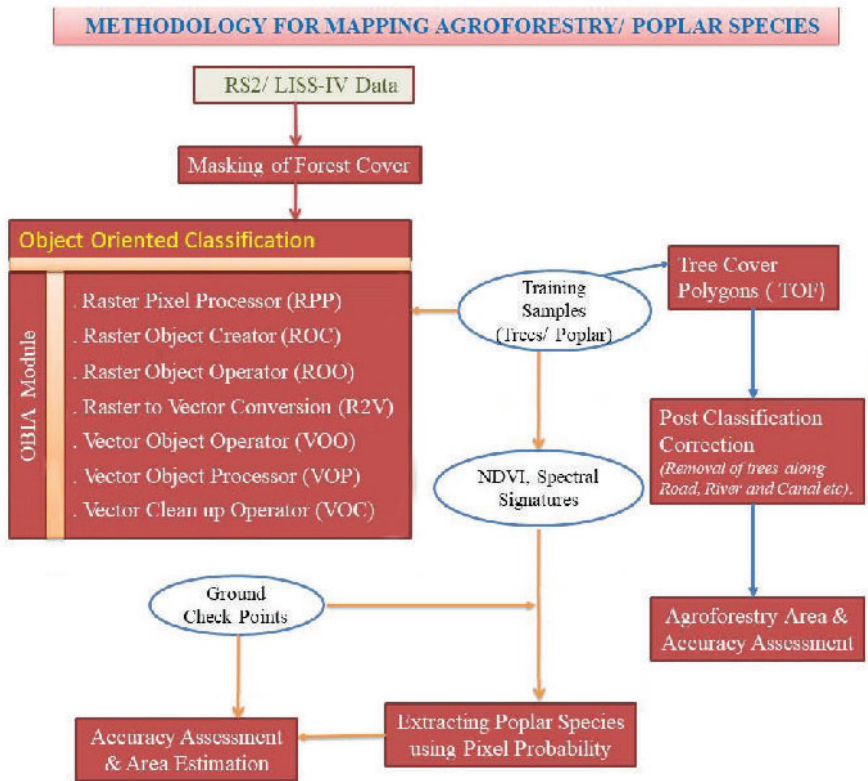 METHODOLOGY FOR MAPPING AGROFORESTRY/ POPLAR SPECIES
RS2/ LISS-IV Data
Masking of Forest Cover
Object Oriented Classification
OBIA Module
. Raster Pixel Processor (RPP)
. Raster Object Creator (ROC)
. Raster Object Operator (ROO)
. Raster to Vector Conversion (R2V)
. Vector Object Operator (VOO)
. Vector Object Processor (VOP)
. Vector Clean up Operator (VOC)
Training
Samples
(Trees/ Poplar)
Tree Cover
Polygons ( TOF)
Post Classification
Correction
(Removal of trees along
Road, River and Canal etc).
NDVI, Spectral
Signatures
Ground
Check Points
Agroforestry Area &
Accuracy Assessment
Extracting Poplar Species
using Pixel Probability
Accuracy Assessment
& Area Estimation